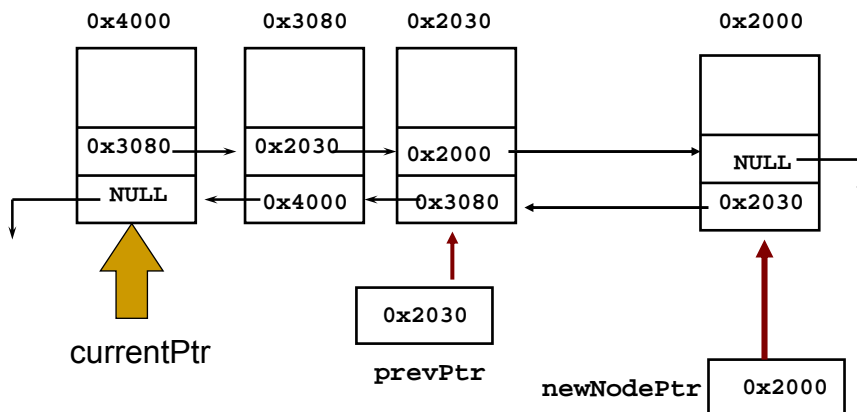 0x4000 0x3080 0x2030 0x2000
0x3080 0x2030 0x2000 NULL
NULL 0x4000 0x3080 0x2030
0x2030
currentPtr
prevPtr
newNodePtr 0x2000